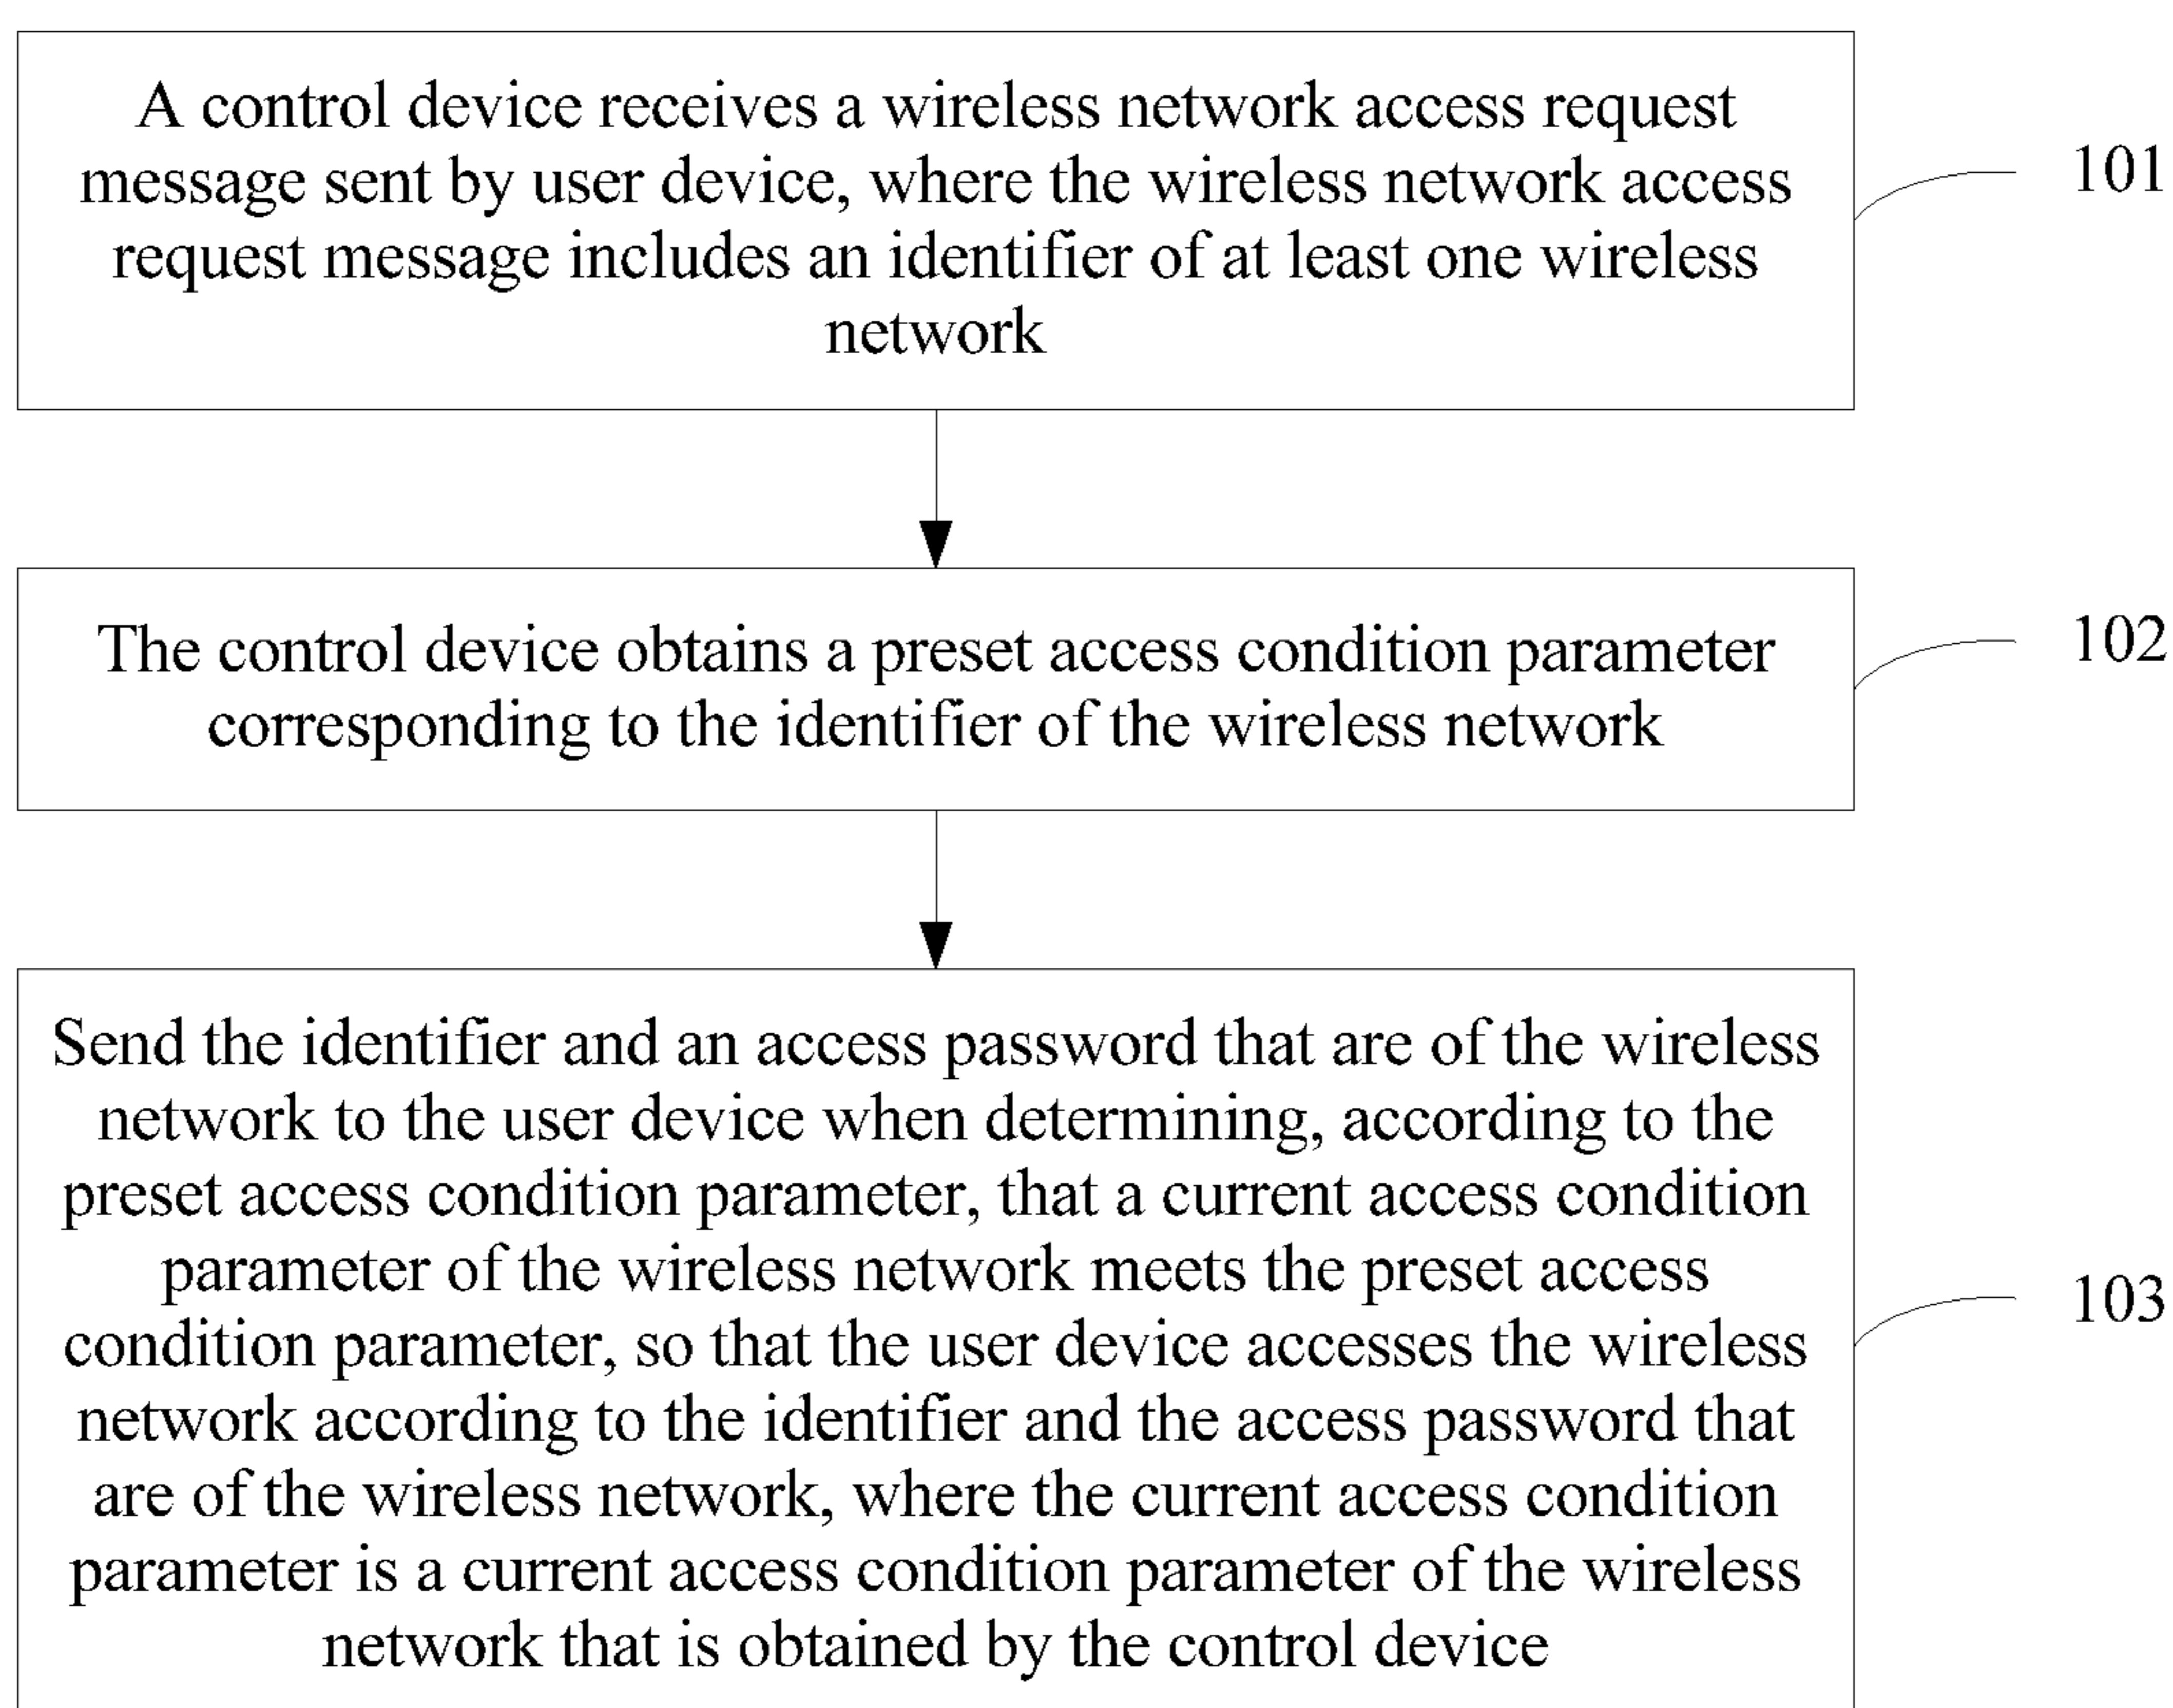 A control device receives a wireless network access request
message sent by user device, where the wireless network access
request message includes an identifier of at least one wireless
network
101
The control device obtains a preset access condition parameter
corresponding to the identifier of the wireless network
102
Send the identifier and an access password that are of the wireless
network to the user device when determining, according to the
preset access condition parameter, that a current access condition
parameter of the wireless network meets the preset access
condition parameter, so that the user device accesses the wireless
network according to the identifier and the access password that
are of the wireless network, where the current access condition
parameter is a current access condition parameter of the wireless
network that is obtained by the control device
103